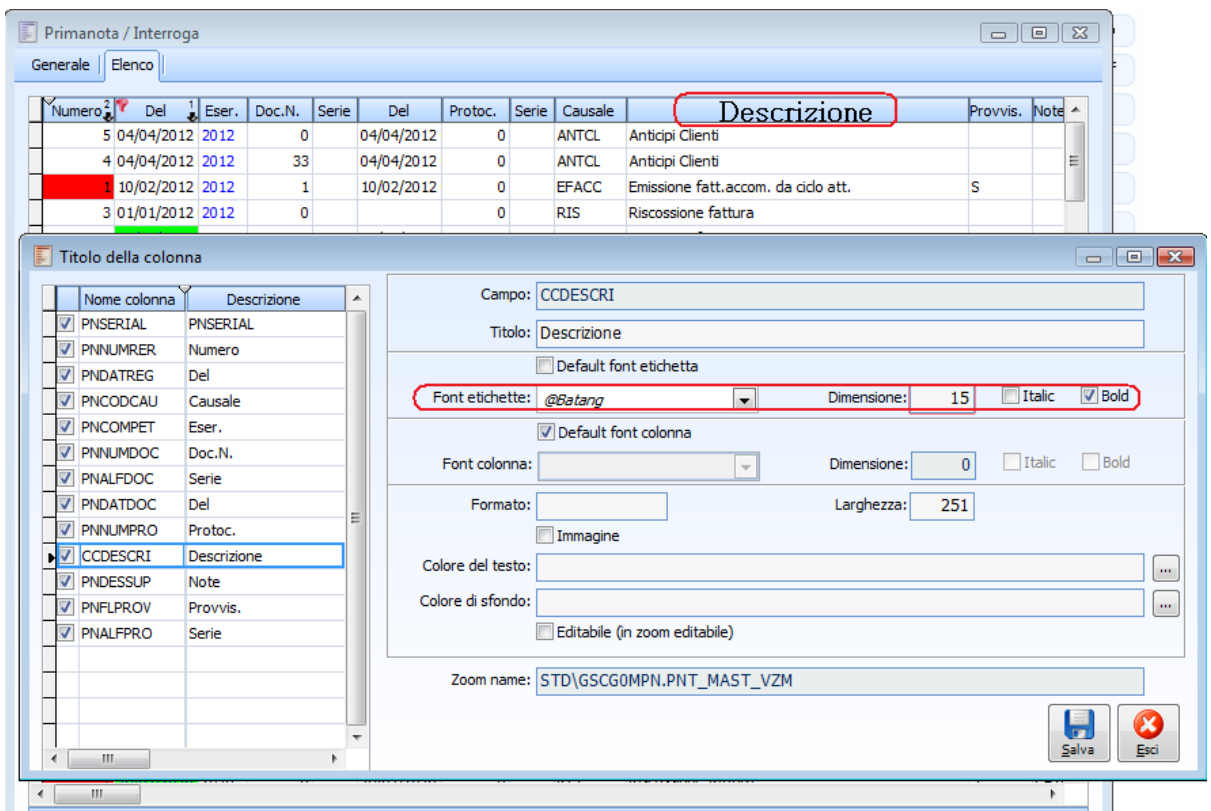 Primanota / Interroga
Generale Elenco
Numero 2 Del 1 Eser. Doc.N. Serie Del Protoc. Serie Causale Descrizione Provvis. Note
5 04/04/2012 2012 0 04/04/2012 0 ANTCL Anticipi Clienti
4 04/04/2012 2012 33 04/04/2012 0 ANTCL Anticipi Clienti
1 10/02/2012 2012 1 10/02/2012 0 EFACC Emissione fatt.accom. da ciclo att. S
3 01/01/2012 2012 0 0 RIS Riscossione fattura
Titolo della colonna
Nome colonna Descrizione
PNSERIAL PNSERIAL
PNNUMRER Numero
PNDATREG Del
PNCODCAU Causale
PNCOMPET Eser.
PNNUMDOC Doc.N.
PNALFDOC Serie
PNDATDOC Del
PNNUMPRO Protoc.
CCDESCRI Descrizione
PNDESSUP Note
PNFLPROV Provvis.
PNALFPRO Serie
Campo: CCDESCRI
Titolo: Descrizione
Default font etichetta
Font etichette: @Batang Dimensione: 15 Italic Bold
Default font colonna
Font colonna: Dimensione: 0 Italic Bold
Formato: Larghezza: 251
Immagine
Colore del testo: ...
Colore di sfondo: ...
Editabile (in zoom editabile)
Zoom name: STD\GSCG0MPN.PNT_MAST_VZM
Salva Esci